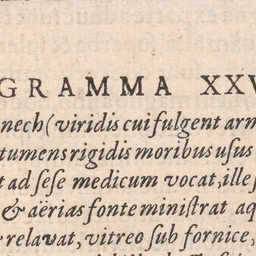 GRAMMA XXV
nech (viridis cui fulgent arm
tumens rigidis moribus usus
t ad sese medicum vocat, ille ſ
& aërias fonte miniſtrat aq
relavat, vitreo ſub fornice,